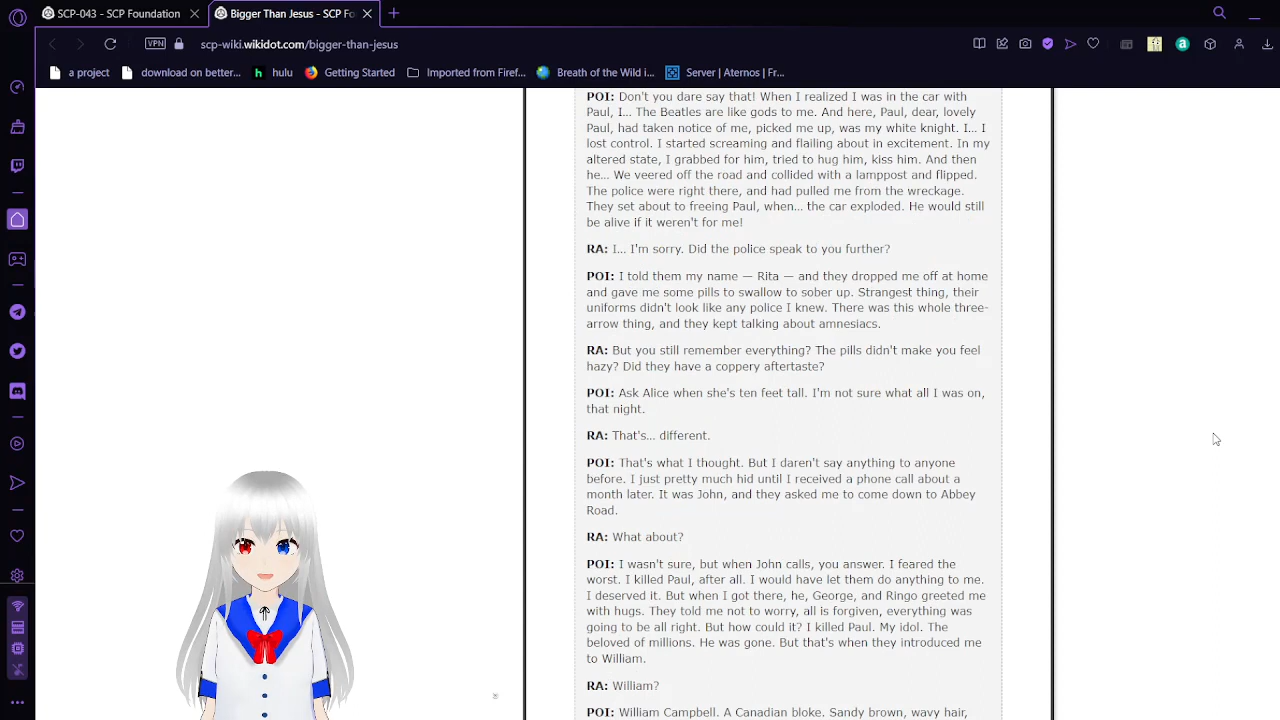 SCP-043 - SCP Foundation
Bigger Than Jesus - SCP Fo
VPN
scp-wiki.wikidot.com/bigger-than-jesus
a project
download on better...
hulu
Getting Started
Imported from Firef...
Breath of the Wild i...
Server | Aternos | Fr...
POI: Don't you dare say that! When I realized I was in the car with
Paul, I... The Beatles are like gods to me. And here, Paul, dear, lovely
Paul, had taken notice of me, picked me up, was my white knight. I... I
lost control. I started screaming and flailing about in excitement. In my
altered state, I grabbed for him, tried to hug him, kiss him. And then
he... We veered off the road and collided with a lamppost and flipped.
The police were right there, and had pulled me from the wreckage.
They set about to freeing Paul, when... the car exploded. He would still
be alive if it weren't for me!
RA: I... I'm sorry. Did the police speak to you further?
POI: I told them my name — Rita — and they dropped me off at home
and gave me some pills to swallow to sober up. Strangest thing, their
uniforms didn't look like any police I knew. There was this whole three-
arrow thing, and they kept talking about amnesiacs.
RA: But you still remember everything? The pills didn't make you feel
hazy? Did they have a coppery aftertaste?
POI: Ask Alice when she's ten feet tall. I'm not sure what all I was on,
that night.
RA: That's... different.
POI: That's what I thought. But I daren't say anything to anyone
before. I just pretty much hid until I received a phone call about a
month later. It was John, and they asked me to come down to Abbey
Road.
RA: What about?
POI: I wasn't sure, but when John calls, you answer. I feared the
worst. I killed Paul, after all. I would have let them do anything to me.
I deserved it. But when I got there, he, George, and Ringo greeted me
with hugs. They told me not to worry, all is forgiven, everything was
going to be all right. But how could it? I killed Paul. My idol. The
beloved of millions. He was gone. But that's when they introduced me
to William.
RA: William?
POI: William Campbell. A Canadian bloke. Sandy brown, wavy hair,